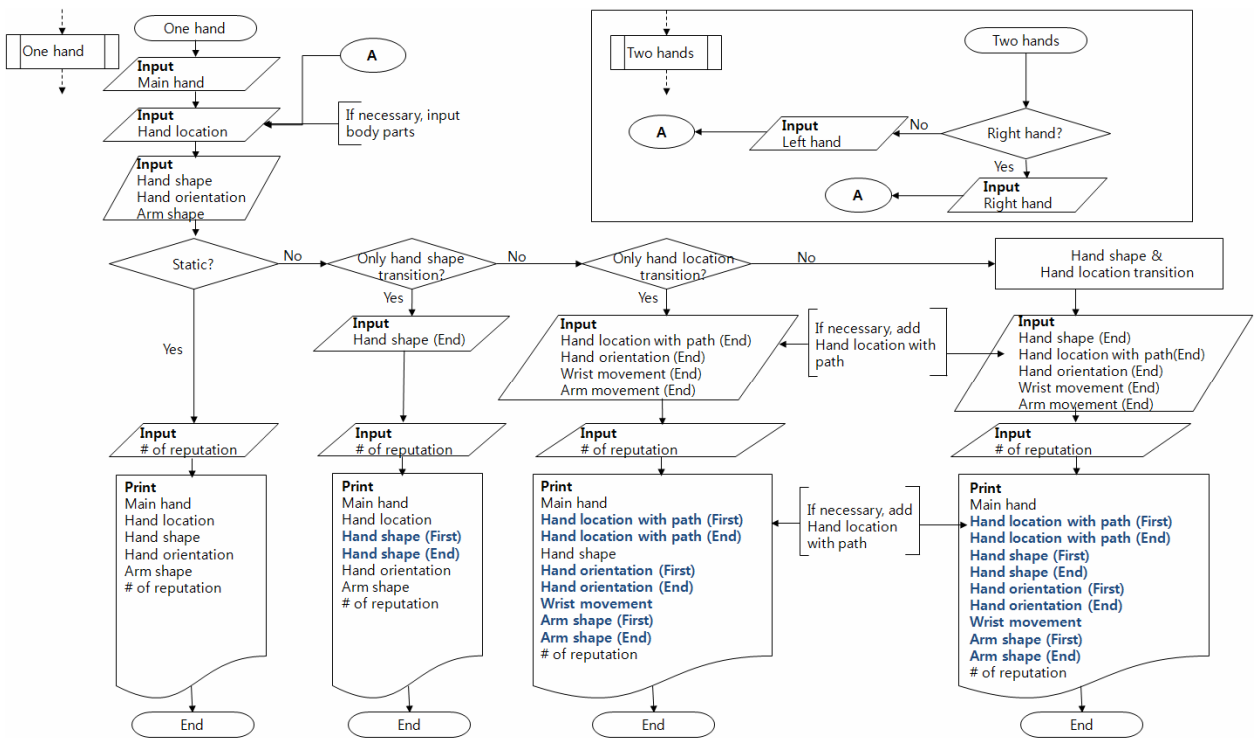 One hand
One hand
Input
Main hand
A
Input
Hand location
If necessary, input
body parts
Input
Hand shape
Hand orientation
Arm shape
Two hands
Two hands
A
Input
Left hand
No
Right hand?
Yes
A
Input
Right hand
Static?
No
Only hand shape
transition?
No
Only hand location
transition?
No
Hand shape &
Hand location transition
Yes
Yes
Yes
Input
Hand shape (End)
Input
Hand location with path (End)
Hand orientation (End)
Wrist movement (End)
Arm movement (End)
If necessary, add
Hand location with
path
Input
Hand shape (End)
Hand location with path(End)
Hand orientation (End)
Wrist movement (End)
Arm movement (End)
Input
# of reputation
Input
# of reputation
Input
# of reputation
Input
# of reputation
Print
Main hand
Hand location
Hand shape
Hand orientation
Arm shape
# of reputation
Print
Main hand
Hand location
Hand shape (First)
Hand shape (End)
Hand orientation
Arm shape
# of reputation
Print
Main hand
Hand location with path (First)
Hand location with path (End)
Hand shape
Hand orientation (First)
Hand orientation (End)
Wrist movement
Arm shape (First)
Arm shape (End)
# of reputation
If necessary, add
Hand location
with path
Print
Main hand
Hand location with path (First)
Hand location with path (End)
Hand shape (First)
Hand shape (End)
Hand orientation (First)
Hand orientation (End)
Wrist movement
Arm shape (First)
Arm shape (End)
# of reputation
End
End
End
End